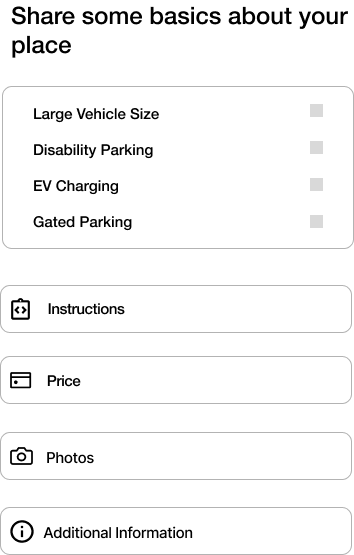 Share some basics about your
place
Large Vehicle Size
Disability Parking
EV Charging
Gated Parking
Instructions
Price
Photos
Additional Information